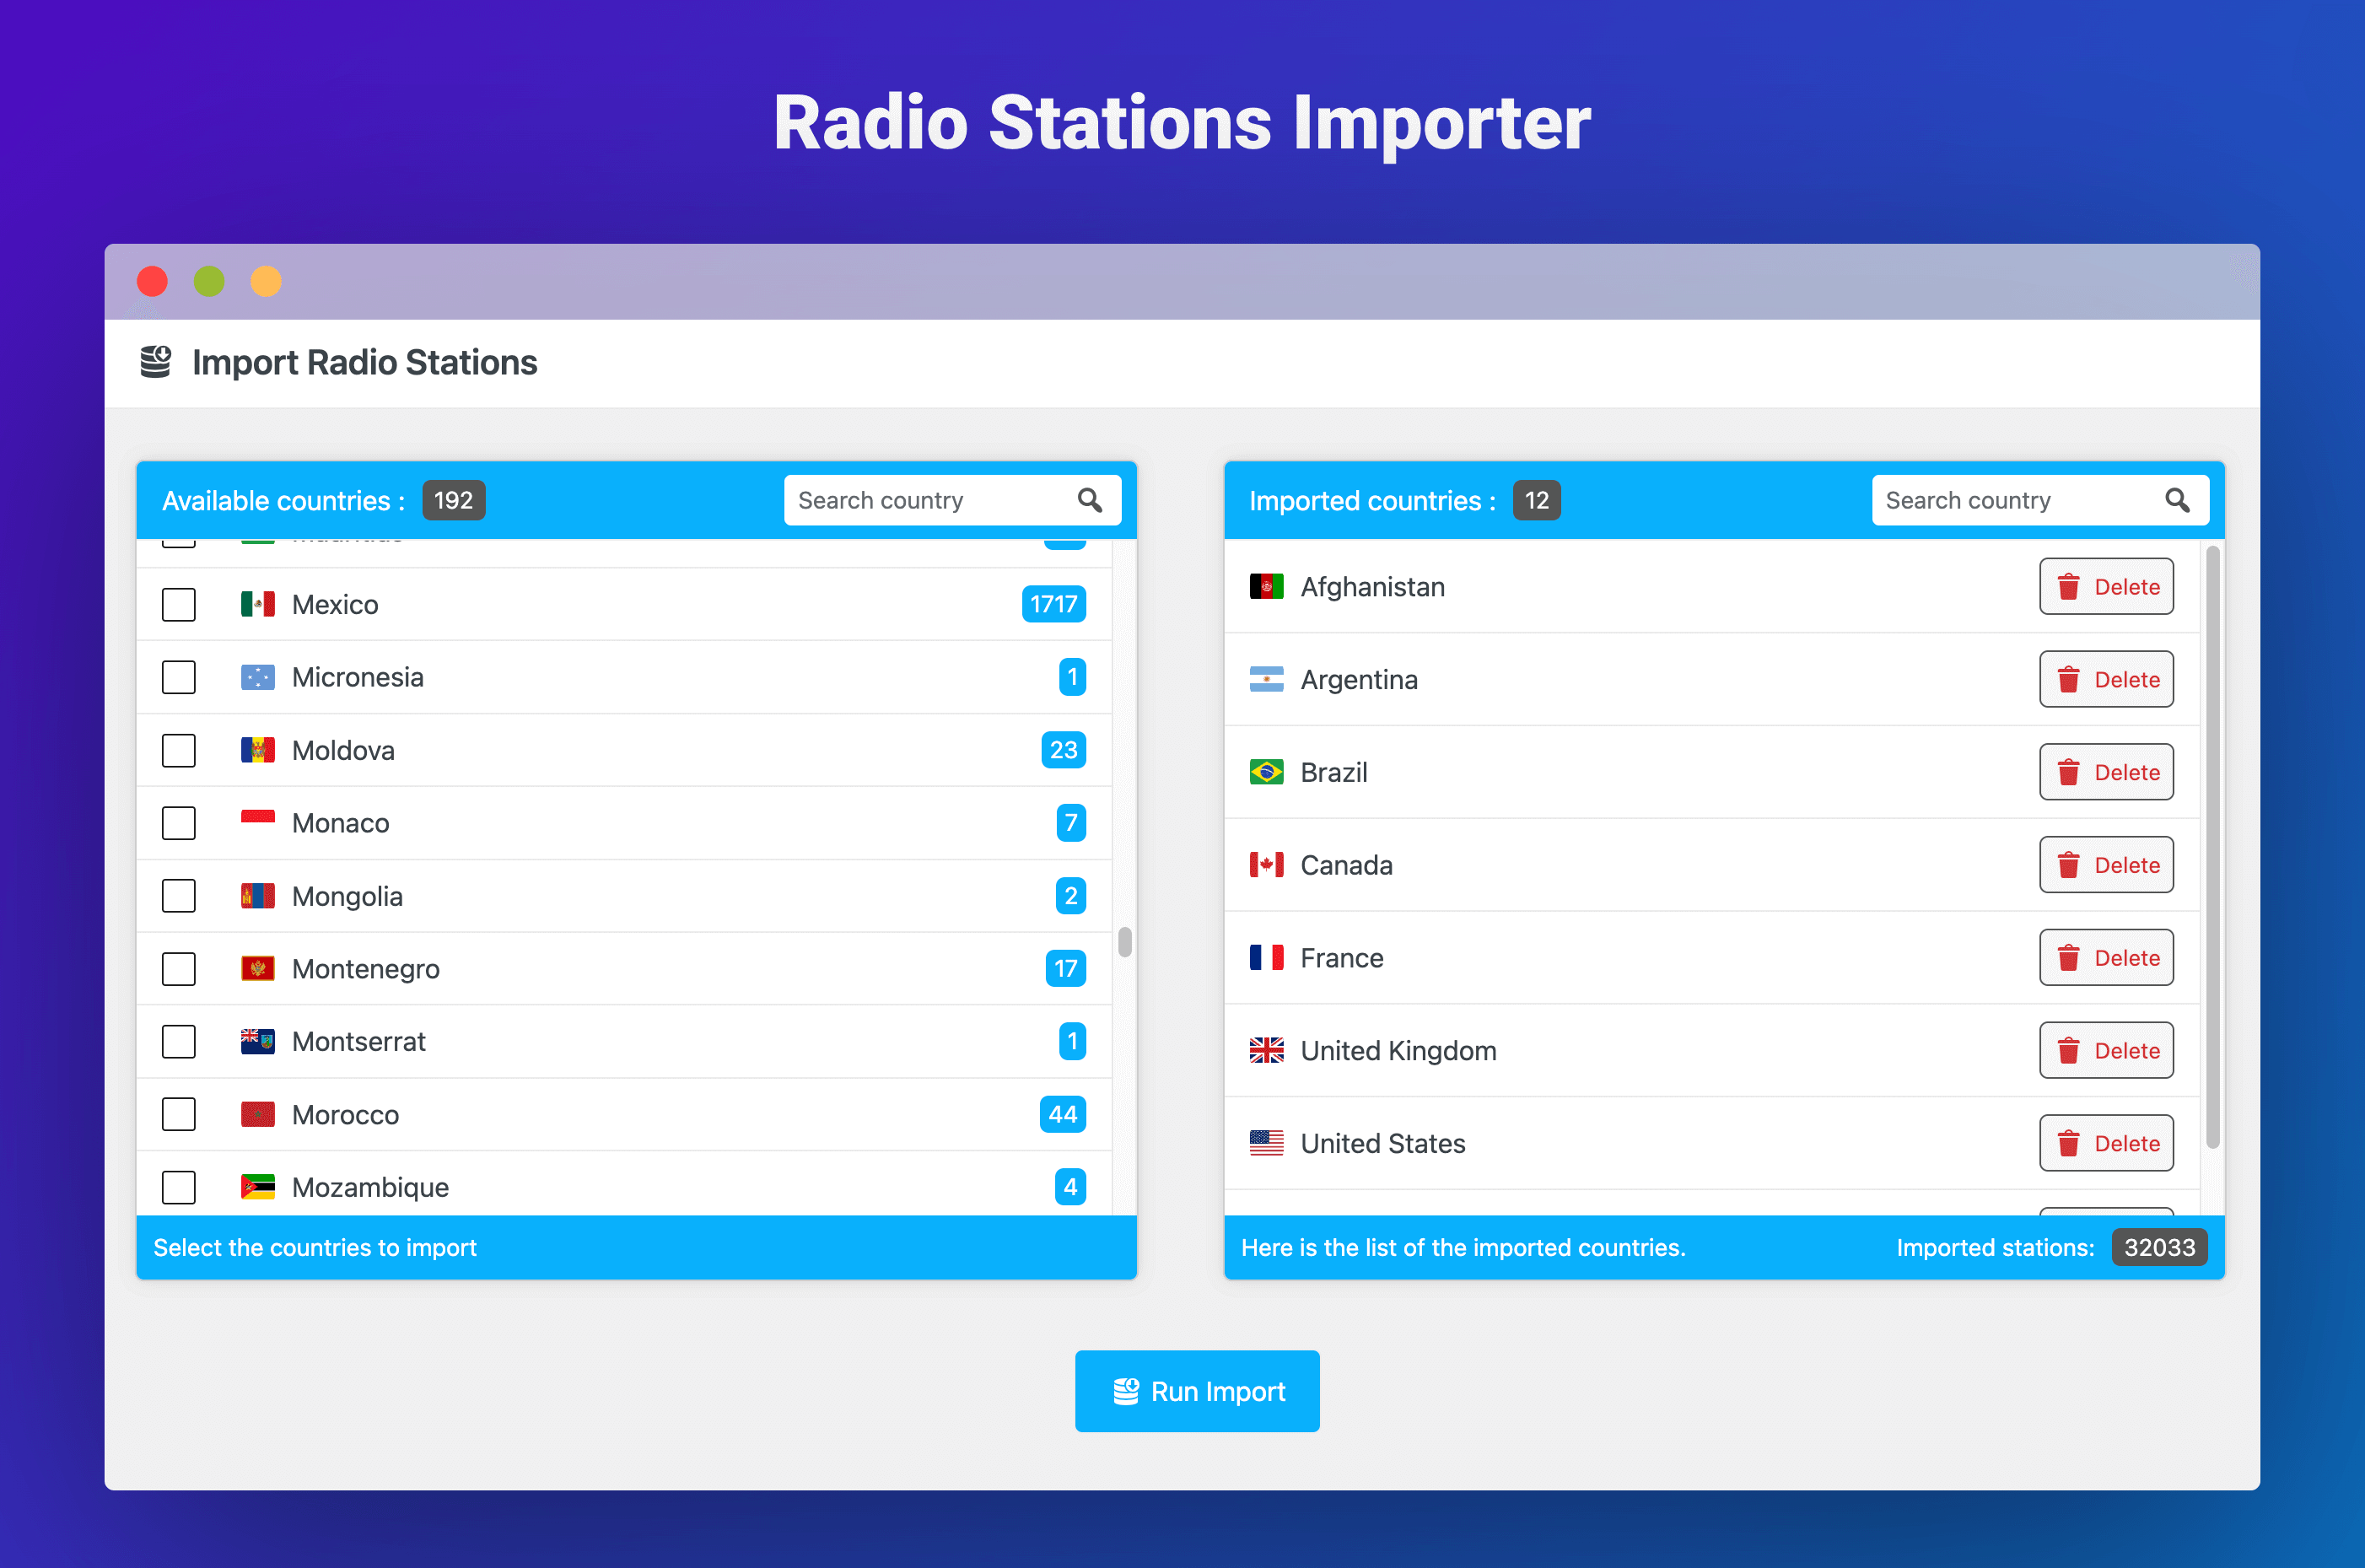 Radio Stations Importer
Import Radio Stations
Available countries : 192
Search country
Mexico 1717
Micronesia 1
Moldova 23
Monaco 7
Mongolia 2
Montenegro 17
Montserrat 1
Morocco 44
Mozambique 4
Select the countries to import
Imported countries : 12
Search country
Afghanistan Delete
Argentina Delete
Brazil Delete
Canada Delete
France Delete
United Kingdom Delete
United States Delete
Here is the list of the imported countries. Imported stations: 32033
Run Import